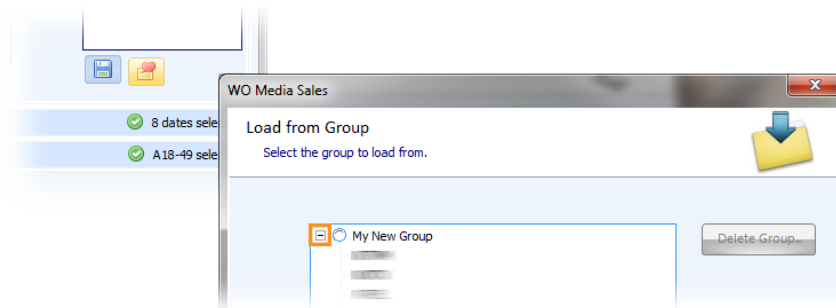 WO Media Sales
Load from Group
Select the group to load from.
8 dates sele
A18-49 sele
My New Group
Delete Group...